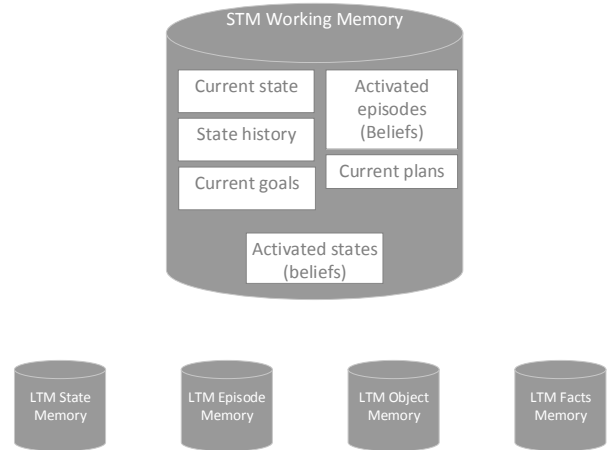 STM Working Memory
Current state
State history
Current goals
Activated
episodes
(Beliefs)
Current plans
Activated states
(beliefs)
LTM State
Memory
LTM Episode
Memory
LTM Object
Memory
LTM Facts
Memory